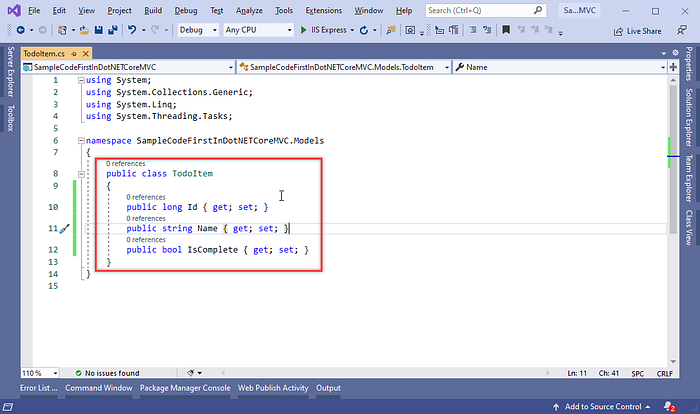 File Edit View Git Project Build Debug Test Analyze Tools Extensions Window Help Search (Ctrl+Q) Sa...MVC
Debug Any CPU IIS Express Live Share
Server Explorer
Toolbox
TodoItem.cs
SampleCodeFirstInDotNETCoreMVC SampleCodeFirstInDotNETCoreMVC.Models.TodoItem Name
1 using System;
2 using System.Collections.Generic;
3 using System.Linq;
4 using System.Threading.Tasks;
5
6 namespace SampleCodeFirstInDotNETCoreMVC.Models
7 {
0 references
8 public class TodoItem
9 {
0 references
10 public long Id { get; set; }
0 references
11 public string Name { get; set; }
0 references
12 public bool IsComplete { get; set; }
13 }
14 }
15
Properties
Solution Explorer
Team Explorer
Class View
110 % No issues found Ln: 11 Ch: 41 SPC CRLF
Error List ... Command Window Package Manager Console Web Publish Activity Output
Add to Source Control 2